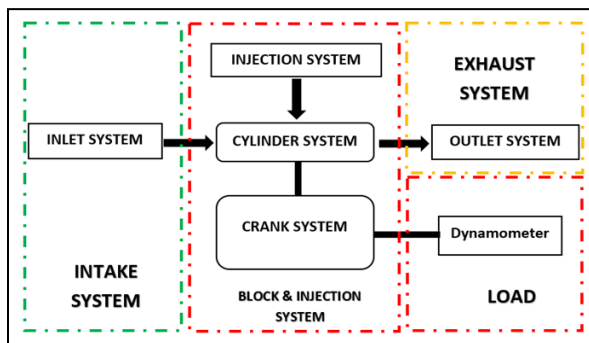 INJECTION SYSTEM
EXHAUST
SYSTEM
INLET SYSTEM
CYLINDER SYSTEM
OUTLET SYSTEM
CRANK SYSTEM
Dynamometer
INTAKE
SYSTEM
BLOCK & INJECTION
SYSTEM
LOAD